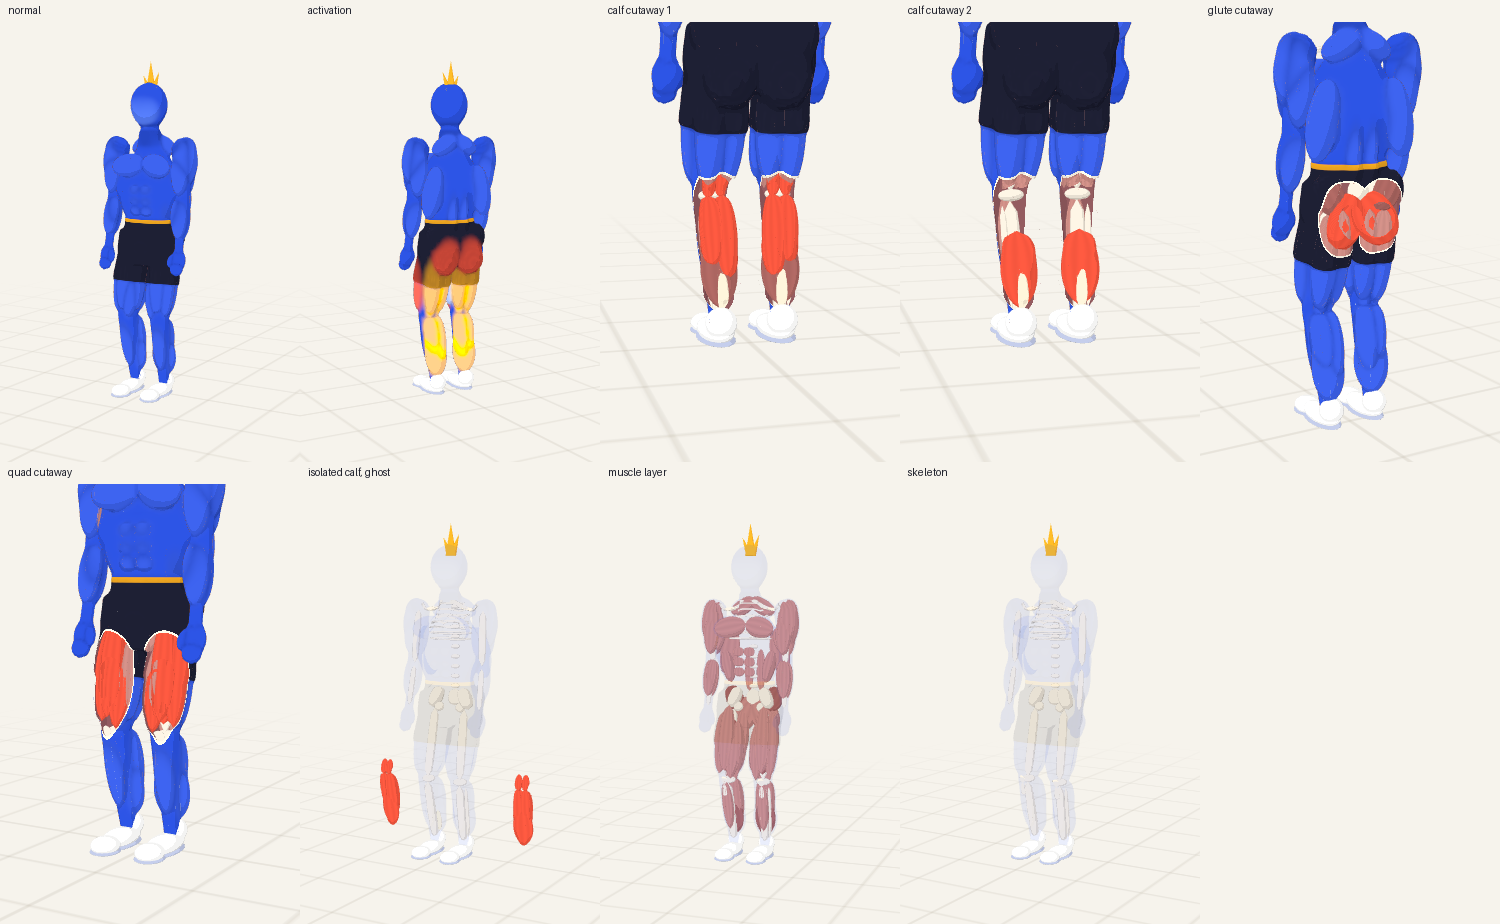 normal
activation
calf cutaway 1
calf cutaway 2
glute cutaway
quad cutaway
isolated calf, ghost
muscle layer
skeleton